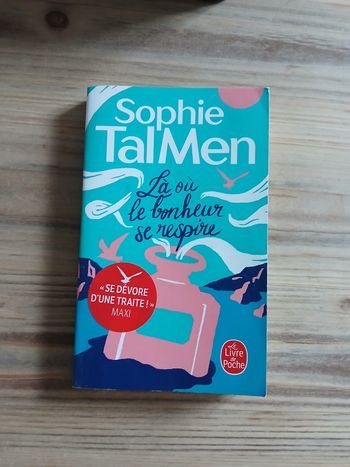 Sophie
TalMen
Là où
le bonheur
se respire
« SE DÉVORE
D'UNE TRAITE ! »
MAXI
Le
Livre
de
Poche